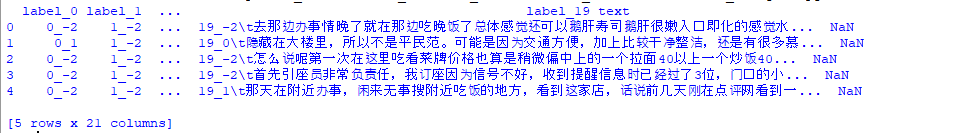 label_0 label_1 ... label_19 text
0 0_-2 1_-2 ... 19_-2\t去那边办事情晚了就在那边吃晚饭了总体感觉还可以鹅肝寿司鹅肝很嫩入口即化的感觉水... NaN
1 0_1 1_-2 ... 19_0\t隐藏在大楼里，所以不是平民范。可能是因为交通方便，加上比较干净整洁，还是有很多慕... NaN
2 0_-2 1_-2 ... 19_-2\t怎么说呢第一次在这里吃看菜牌价格也算是稍微偏中上的一个拉面40以上一个炒饭40... NaN
3 0_-2 1_-2 ... 19_-2\t首先引座员非常负责任，我订座因为信号不好，收到提醒信息时已经过了3位，门口的小... NaN
4 0_-2 1_-2 ... 19_1\t那天在附近办事，闲来无事搜附近吃饭的地方，看到这家店，话说前几天刚在点评网看到一... NaN
[5 rows x 21 columns]